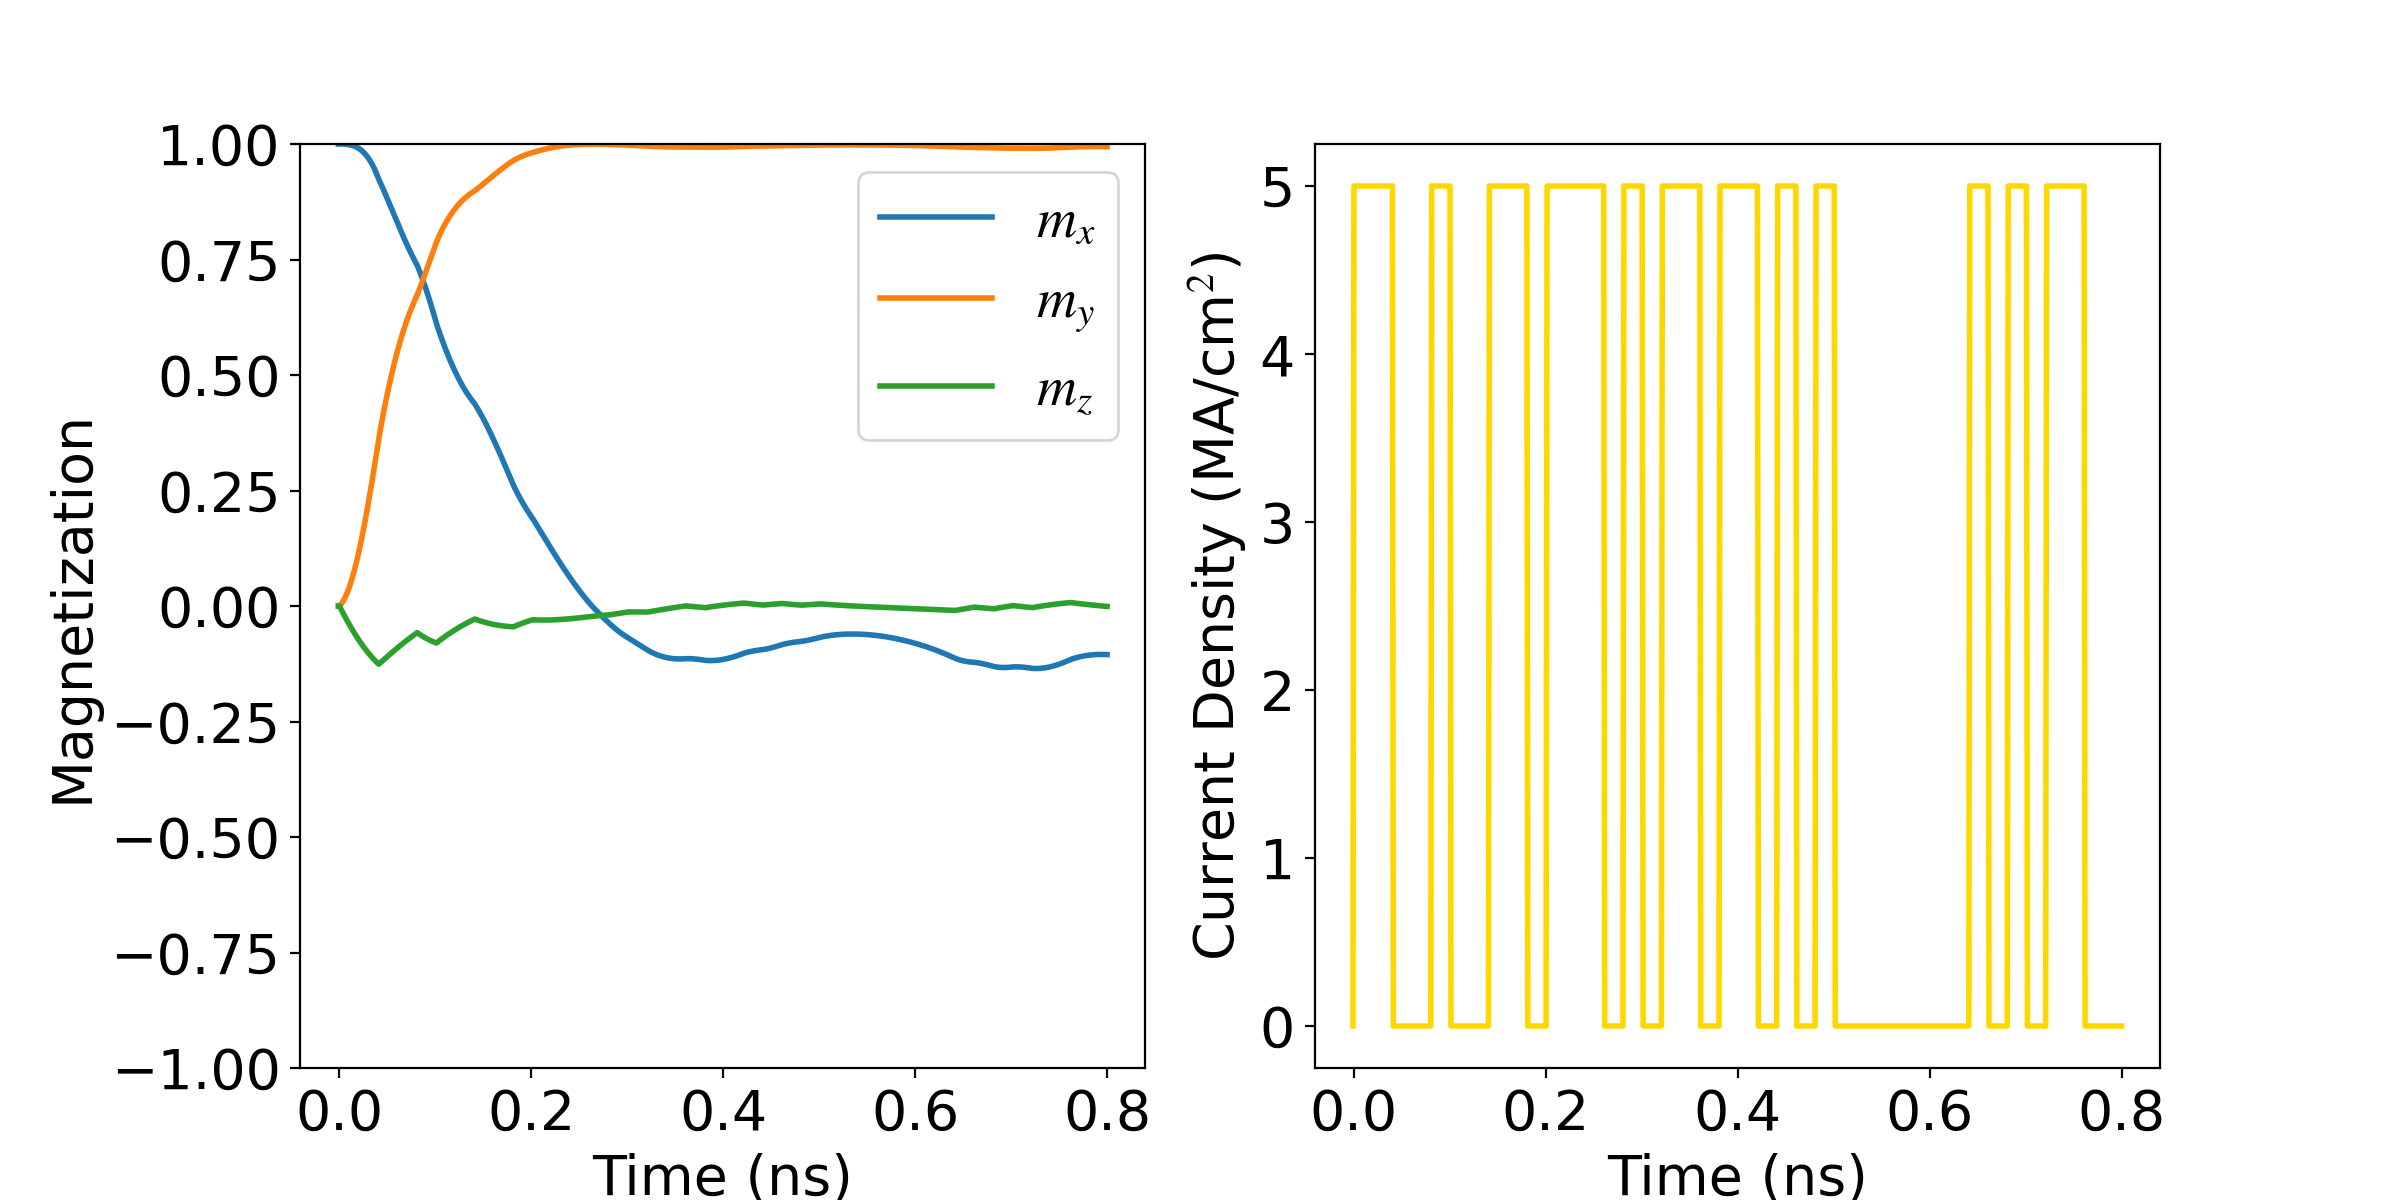 1.00
0.75
0.50
0.25
0.00
−0.25
−0.50
−0.75
−1.00
Magnetization
0.0 0.2 0.4 0.6 0.8
Time (ns)
m_x
m_y
m_z
5
4
3
2
1
0
Current Density (MA/cm²)
0.0 0.2 0.4 0.6 0.8
Time (ns)